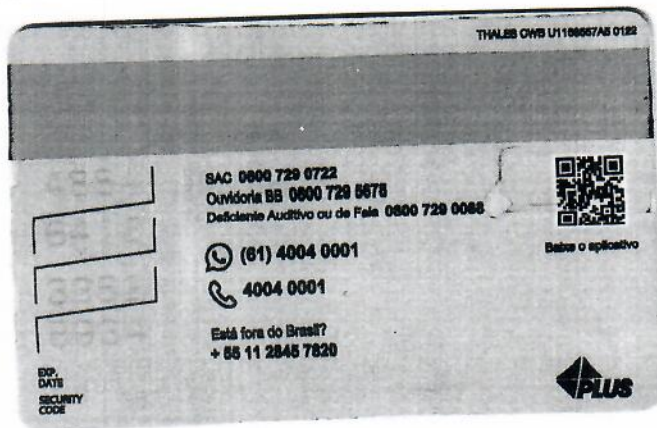 THALES CWB U1169567A5 0122
SAC 0800 729 0722
Ouvidoria BB 0800 729 5678
Deficiente Auditivo ou de Fala 0800 729 0088
Baixe o aplicativo
(61) 4004 0001
4004 0001
Está fora do Brasil?
+ 55 11 2845 7820
EXP.
DATE
SECURITY
CODE
PLUS